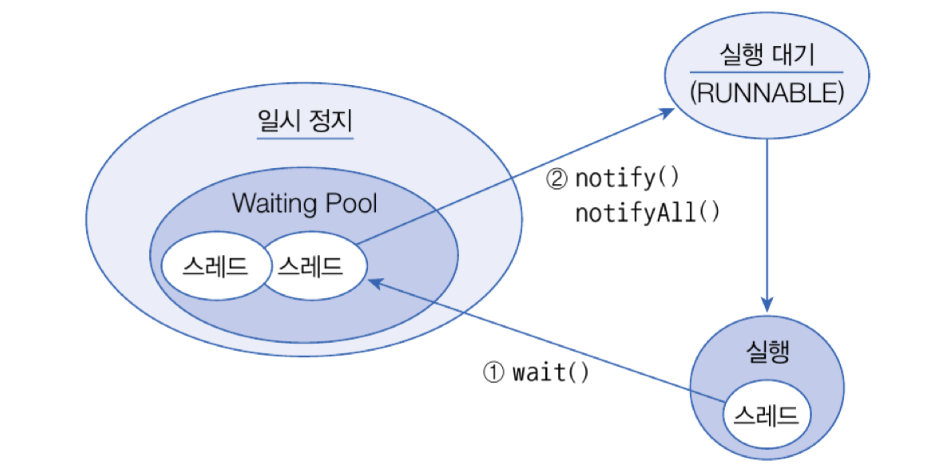 실행 대기
(RUNNABLE)
일시 정지
② notify()
notifyAll()
Waiting Pool
스레드
스레드
실행
① wait()
스레드